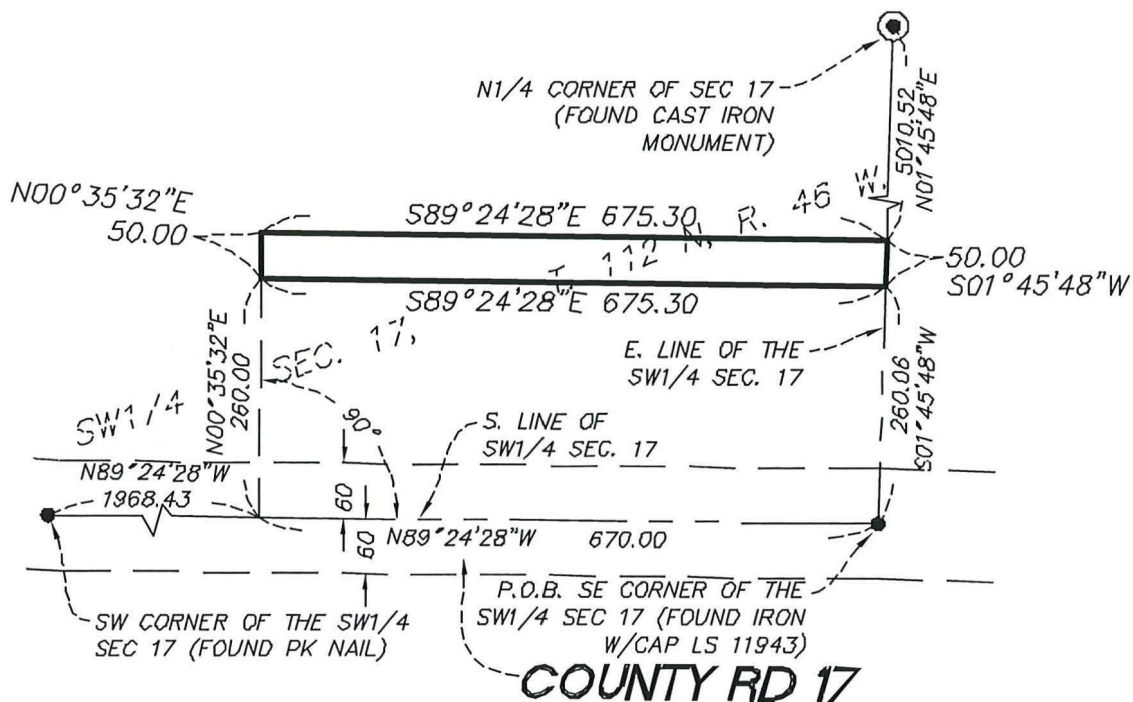 N1/4 CORNER OF SEC 17
(FOUND CAST IRON
MONUMENT)
5010.52
N01°45'48"E
N00°35'32"E
50.00
S89°24'28"E 675.30
SW1/4 SEC. 17, T. 112 N, R. 46 W.
50.00
S01°45'48"W
S89°24'28"E 675.30
E. LINE OF THE
SW1/4 SEC. 17
N00°35'32"E
260.00
260.06
S01°45'48"W
90°
S. LINE OF
SW1/4 SEC. 17
N89°24'28"W
1968.43
60
60
N89°24'28"W 670.00
SW CORNER OF THE SW1/4
SEC 17 (FOUND PK NAIL)
P.O.B. SE CORNER OF THE
SW1/4 SEC 17 (FOUND IRON
W/CAP LS 11943)
COUNTY RD 17